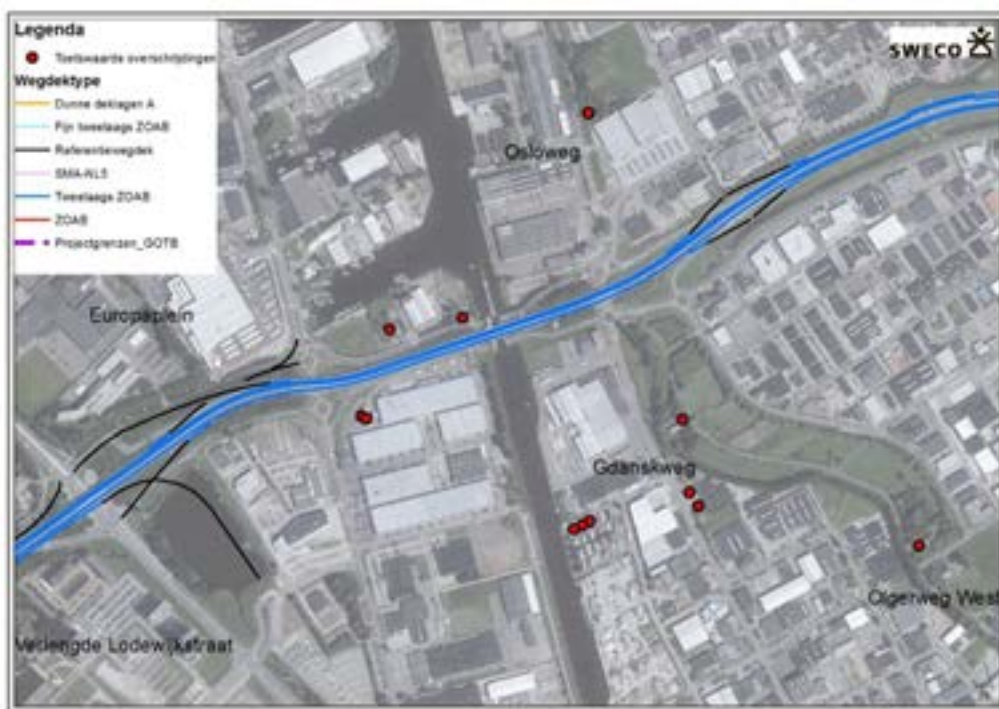 Legenda
Toetswaarde overschrijdingen
Wegdektype
Dunne deklagen A
Fijn tweelaags ZOAB
Referentiewegdek
SMA-NL5
Tweelaags ZOAB
ZOAB
Projectgrenzen_GOTB
SWECO
Osloweg
Europaplein
Gdanskweg
Olgerweg West
Verlengde Lodewijkstraat